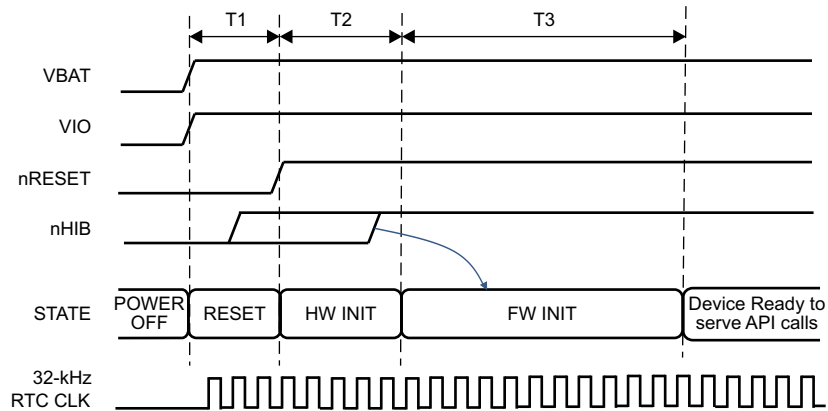 T1
T2
T3
VBAT
VIO
nRESET
nHIB
STATE
POWER
OFF
RESET
HW INIT
FW INIT
Device Ready to
serve API calls
32-kHz
RTC CLK